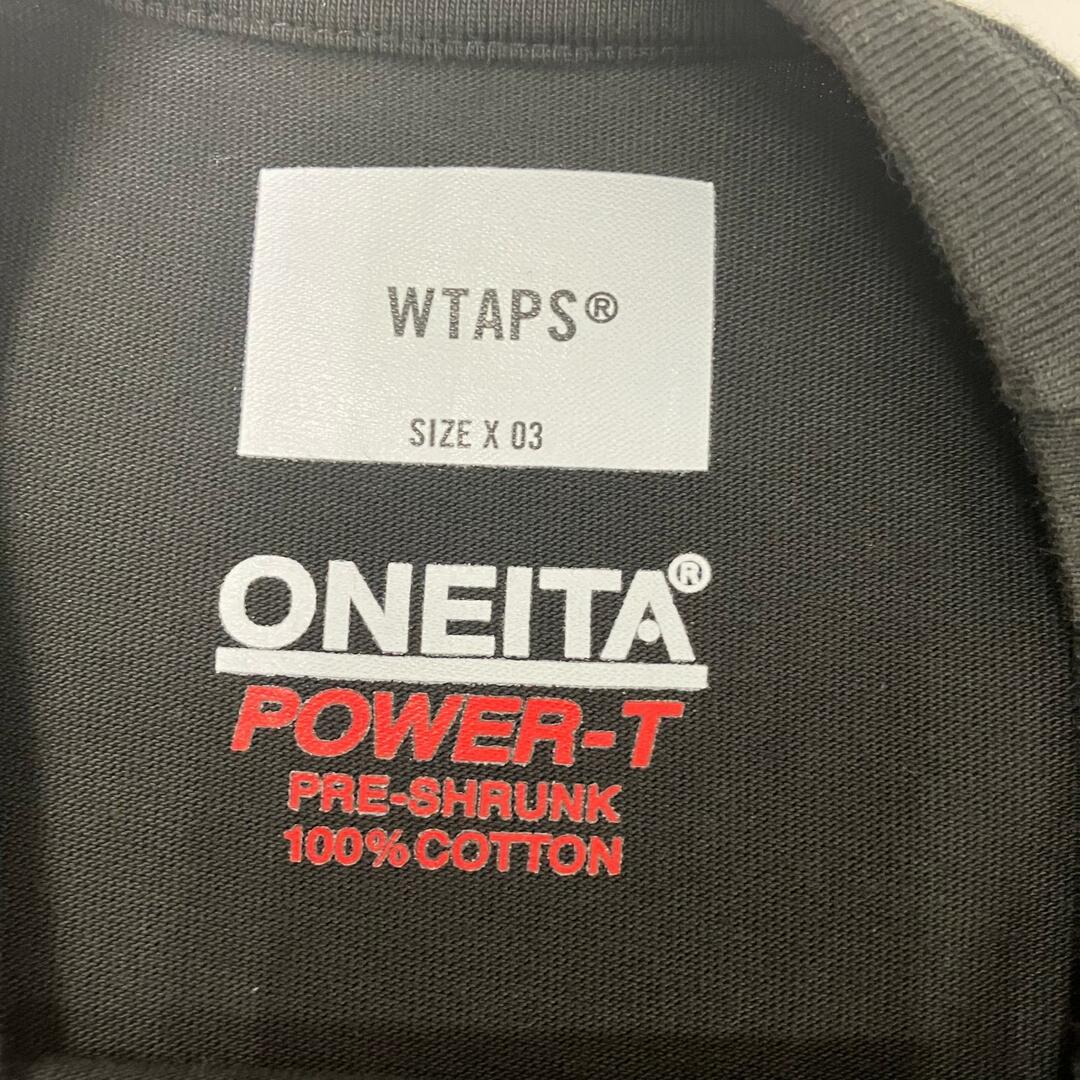 WTAPS®
SIZE X 03
ONEITA®
POWER-T
PRE-SHRUNK
100% COTTON